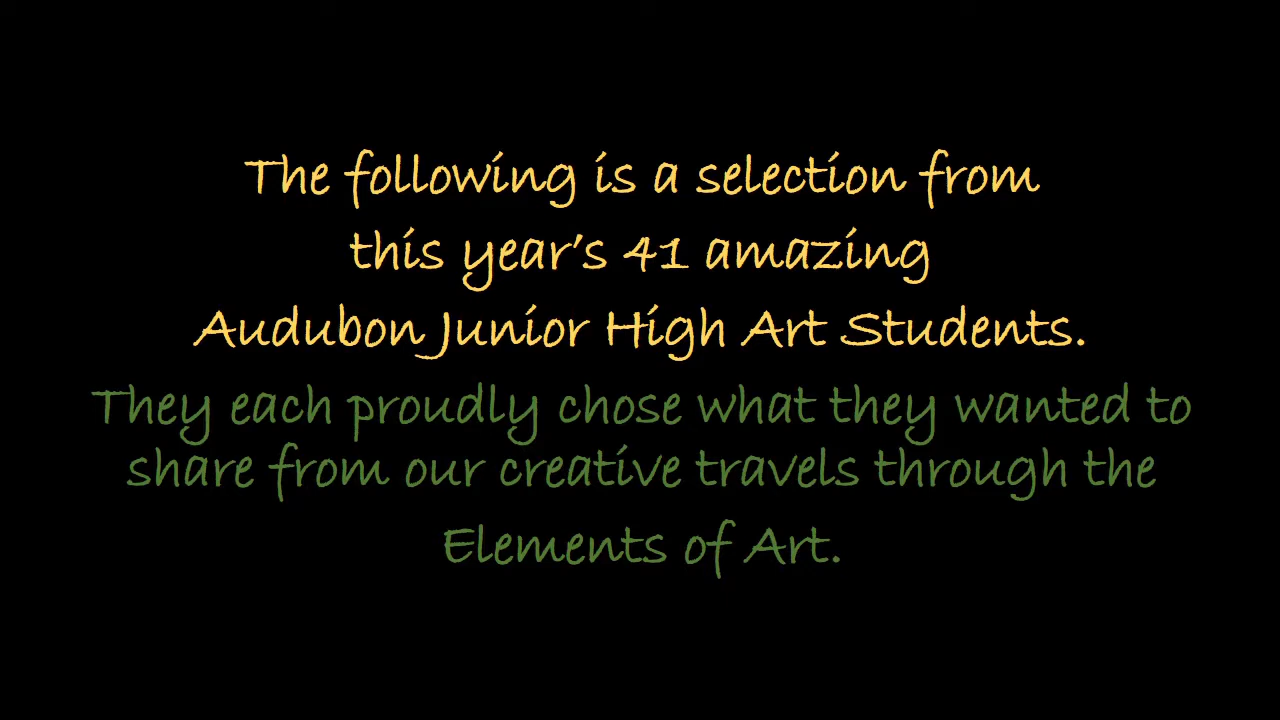 The following is a selection from
this year's 41 amazing
Audubon Junior High Art Students.
They each proudly chose what they wanted to
share from our creative travels through the
Elements of Art.